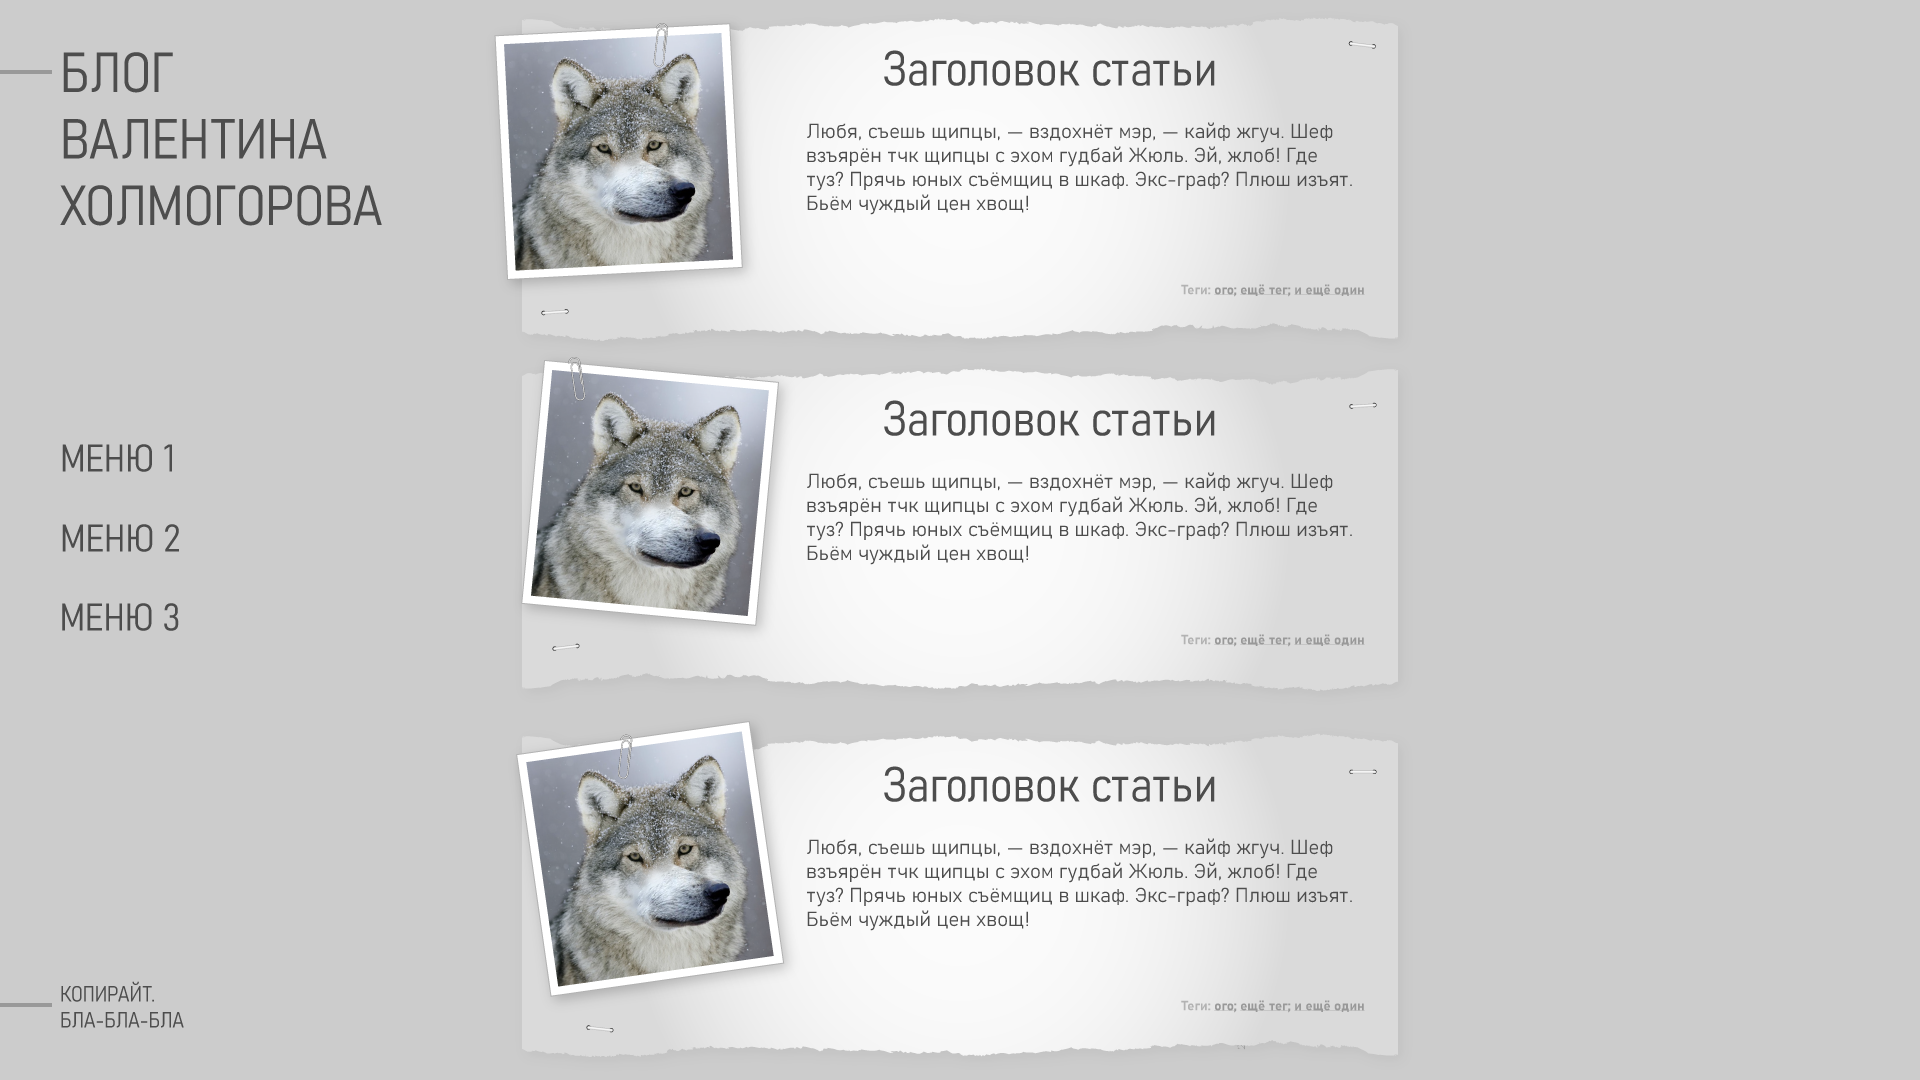 БЛОГ
ВАЛЕНТИНА
ХОЛМОГОРОВА
МЕНЮ 1
МЕНЮ 2
МЕНЮ 3
КОПИРАЙТ.
БЛА-БЛА-БЛА
Заголовок статьи
Любя, съешь щипцы, — вздохнёт мэр, — кайф жгуч. Шеф
взъярён тчк щипцы с эхом гудбай Жюль. Эй, жлоб! Где
туз? Прячь юных съёмщиц в шкаф. Экс-граф? Плюш изъят.
Бьём чуждый цен хвощ!
Теги: ого; ещё тег; и ещё один
Заголовок статьи
Любя, съешь щипцы, — вздохнёт мэр, — кайф жгуч. Шеф
взъярён тчк щипцы с эхом гудбай Жюль. Эй, жлоб! Где
туз? Прячь юных съёмщиц в шкаф. Экс-граф? Плюш изъят.
Бьём чуждый цен хвощ!
Теги: ого; ещё тег; и ещё один
Заголовок статьи
Любя, съешь щипцы, — вздохнёт мэр, — кайф жгуч. Шеф
взъярён тчк щипцы с эхом гудбай Жюль. Эй, жлоб! Где
туз? Прячь юных съёмщиц в шкаф. Экс-граф? Плюш изъят.
Бьём чуждый цен хвощ!
Теги: ого; ещё тег; и ещё один